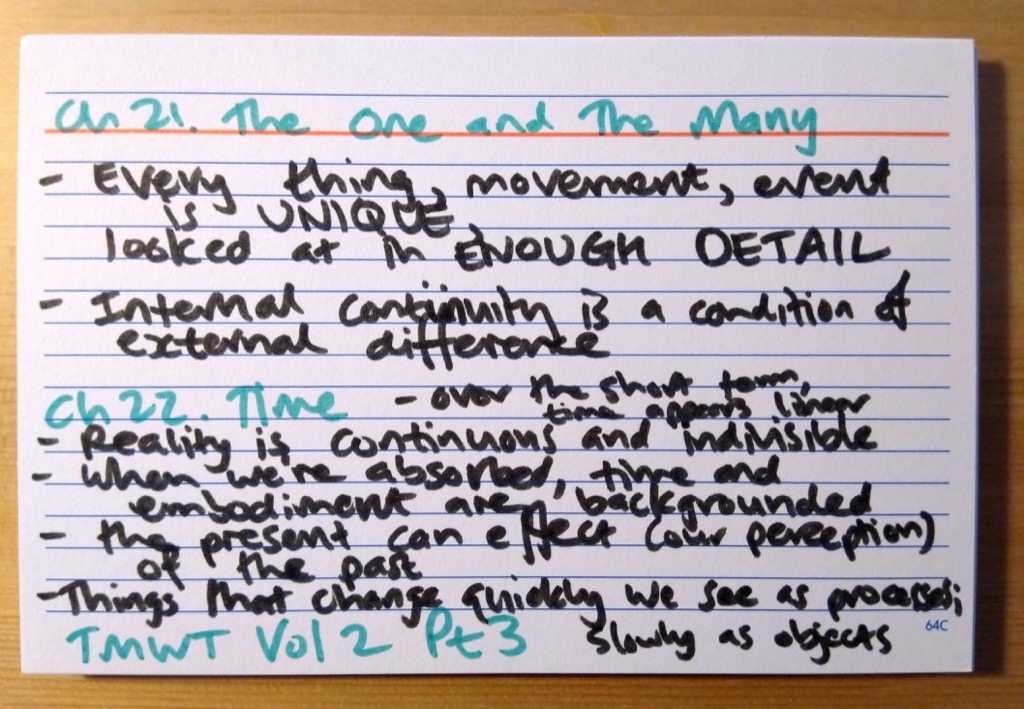 Ch 21. The One and The Many
- Every thing, movement, event
is UNIQUE,
looked at in ENOUGH DETAIL
- Internal continuity is a condition of
external difference
Ch 22. Time - over the short term,
time appears linear
- Reality is continuous and indivisible
- When we're absorbed, time and
embodiment are backgrounded
- the present can effect (our perception)
of the past
- Things that change quickly we see as processes;
slowly as objects
TMWT Vol 2 Pt 3
64C